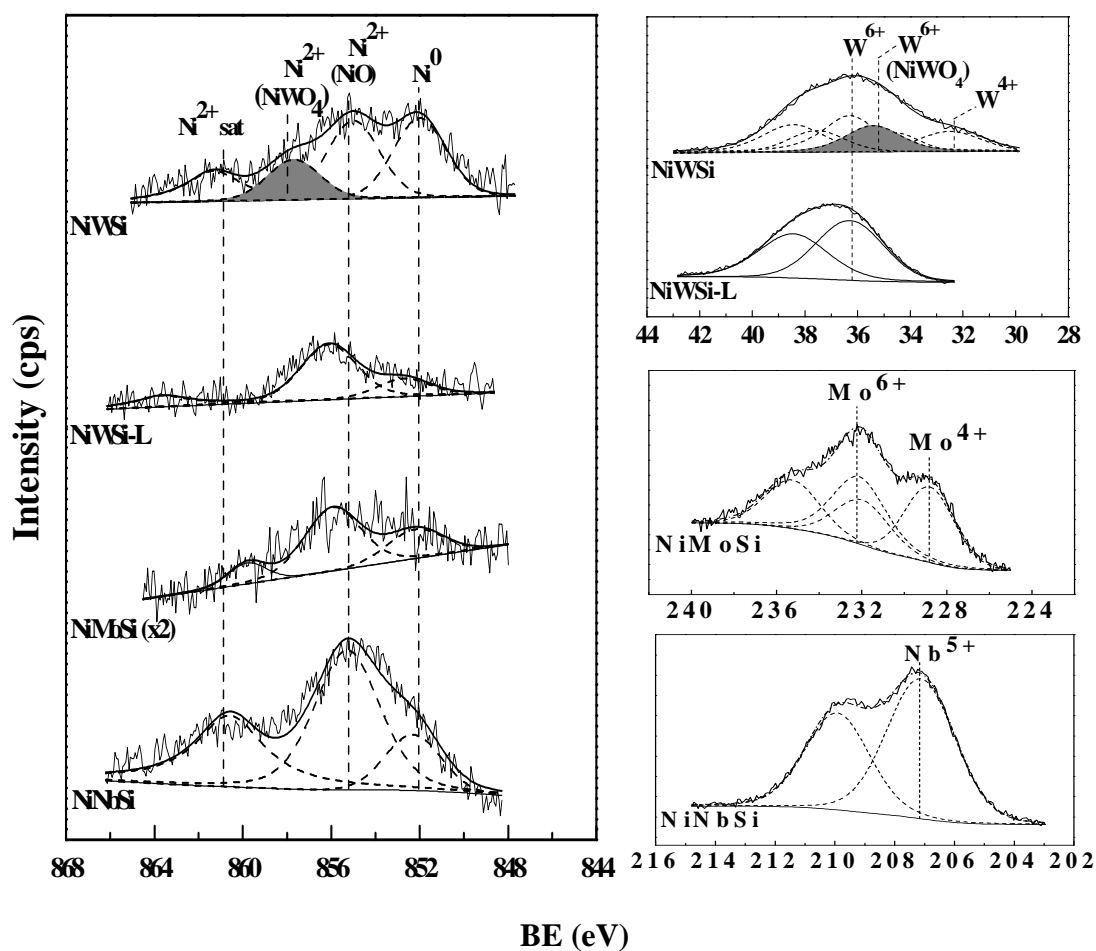 Intensity (cps)
Ni2+ sat
Ni2+
(NiWO4)
Ni2+
(NiO)
Ni0
NiWSi
NiWSi-L
NiMoSi (x2)
NiNbSi
868 864 860 856 852 848 844
W6+
W6+
(NiWO4)
W4+
NiWSi
NiWSi-L
44 42 40 38 36 34 32 30 28
Mo6+
Mo4+
NiMoSi
240 236 232 228 224
Nb5+
NiNbSi
216 214 212 210 208 206 204 202
BE (eV)